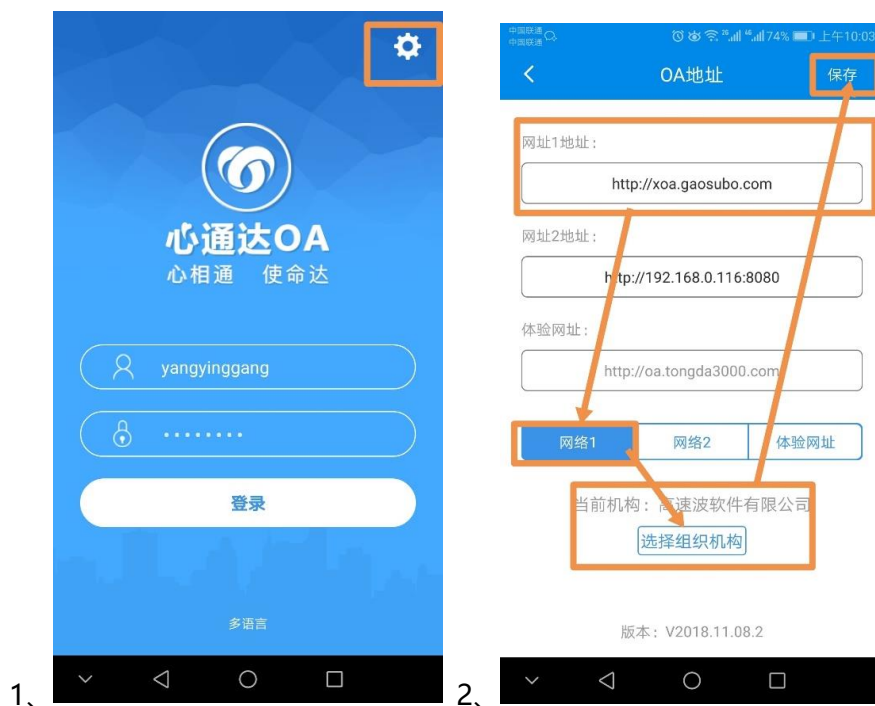 心通达OA
心相通 使命达
yangyinggang
登录
多语言
1、
中国联通
中国联通
74% 上午10:03
OA地址 保存
网址1地址：
http://xoa.gaosubo.com
网址2地址：
http://192.168.0.116:8080
体验网址：
http://oa.tongda3000.com
网络1 网络2 体验网址
当前机构：高速波软件有限公司
选择组织机构
版本：V2018.11.08.2
2、